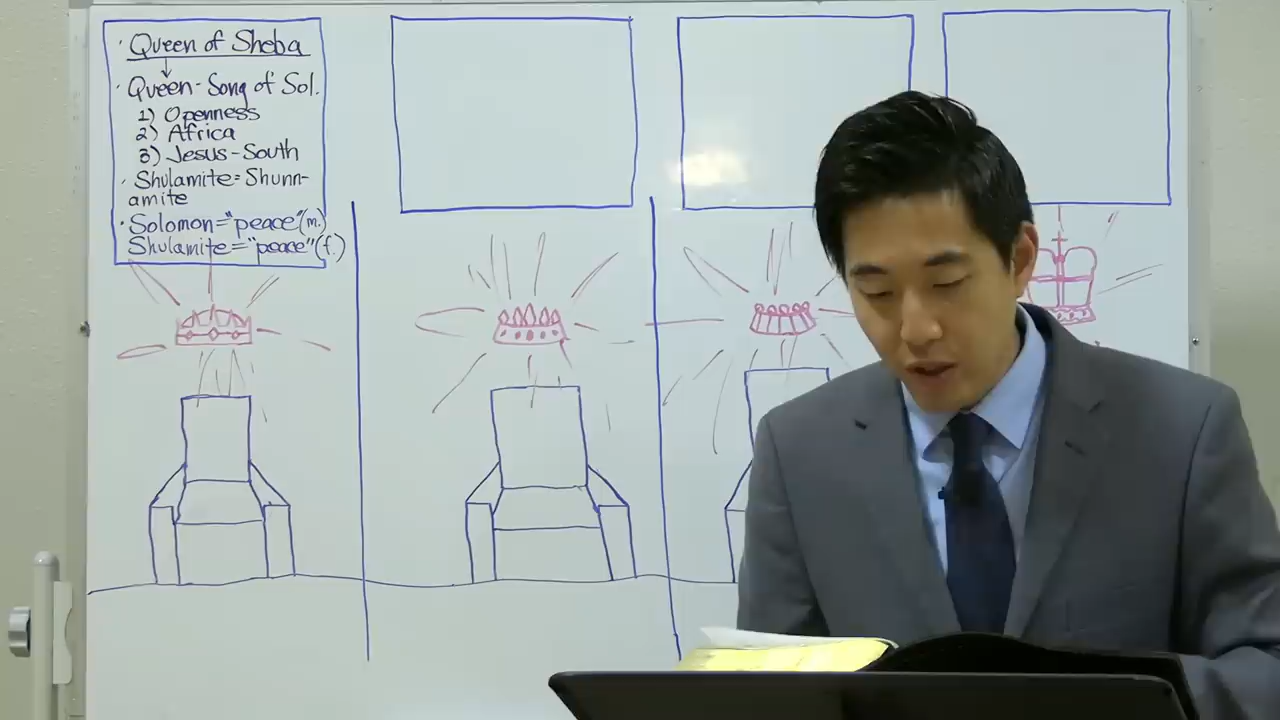 · Queen of Sheba
· Queen-Song of Sol.
1) Openness
2) Africa
3) Jesus-South
· Shulamite=Shunn-
amite
· Solomon="peace"(m.)
Shulamite="peace"(f.)